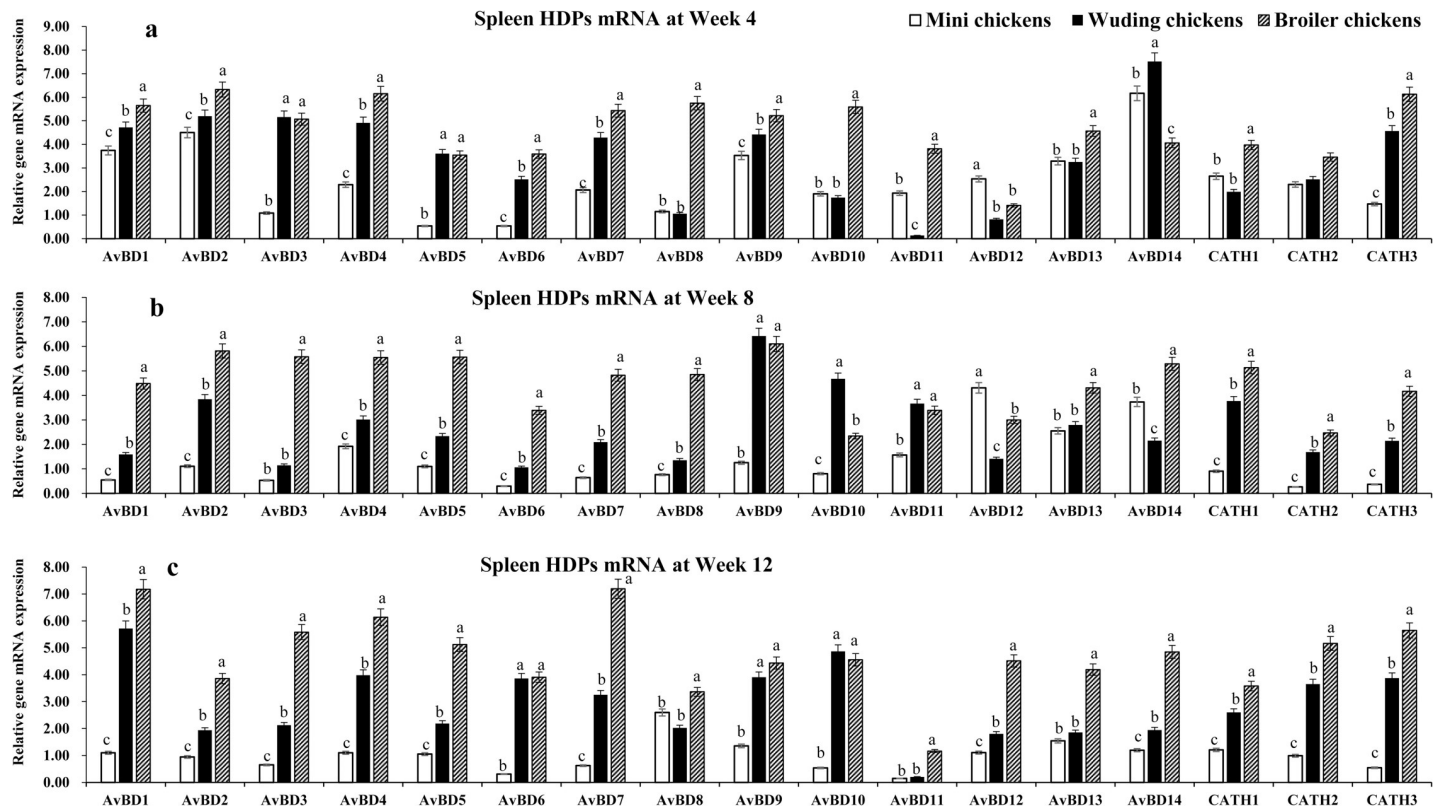 a
Spleen HDPs mRNA at Week 4
Mini chickens Wuding chickens Broiler chickens
Relative gene mRNA expression
9.00
8.00
7.00
6.00
5.00
4.00
3.00
2.00
1.00
0.00
c b a c b a b a a c b a b a a c b a c b a b b a c b a b b a b c a a b b b b a b a c b b a c b a
AvBD1 AvBD2 AvBD3 AvBD4 AvBD5 AvBD6 AvBD7 AvBD8 AvBD9 AvBD10 AvBD11 AvBD12 AvBD13 AvBD14 CATH1 CATH2 CATH3
b
Spleen HDPs mRNA at Week 8
Relative gene mRNA expression
8.00
7.00
6.00
5.00
4.00
3.00
2.00
1.00
0.00
c b a c b a b b a c b a c b a c b a c b a c b a b a a c a b b a a a c b b b a b c a c b a c b a c b a
AvBD1 AvBD2 AvBD3 AvBD4 AvBD5 AvBD6 AvBD7 AvBD8 AvBD9 AvBD10 AvBD11 AvBD12 AvBD13 AvBD14 CATH1 CATH2 CATH3
c
Spleen HDPs mRNA at Week 12
Relative gene mRNA expression
8.00
7.00
6.00
5.00
4.00
3.00
2.00
1.00
0.00
c b a c b a c b a c b a c b a b a a c b a b b a b a a b a a b b a c b a b b a c b a c b a c b a c b a
AvBD1 AvBD2 AvBD3 AvBD4 AvBD5 AvBD6 AvBD7 AvBD8 AvBD9 AvBD10 AvBD11 AvBD12 AvBD13 AvBD14 CATH1 CATH2 CATH3